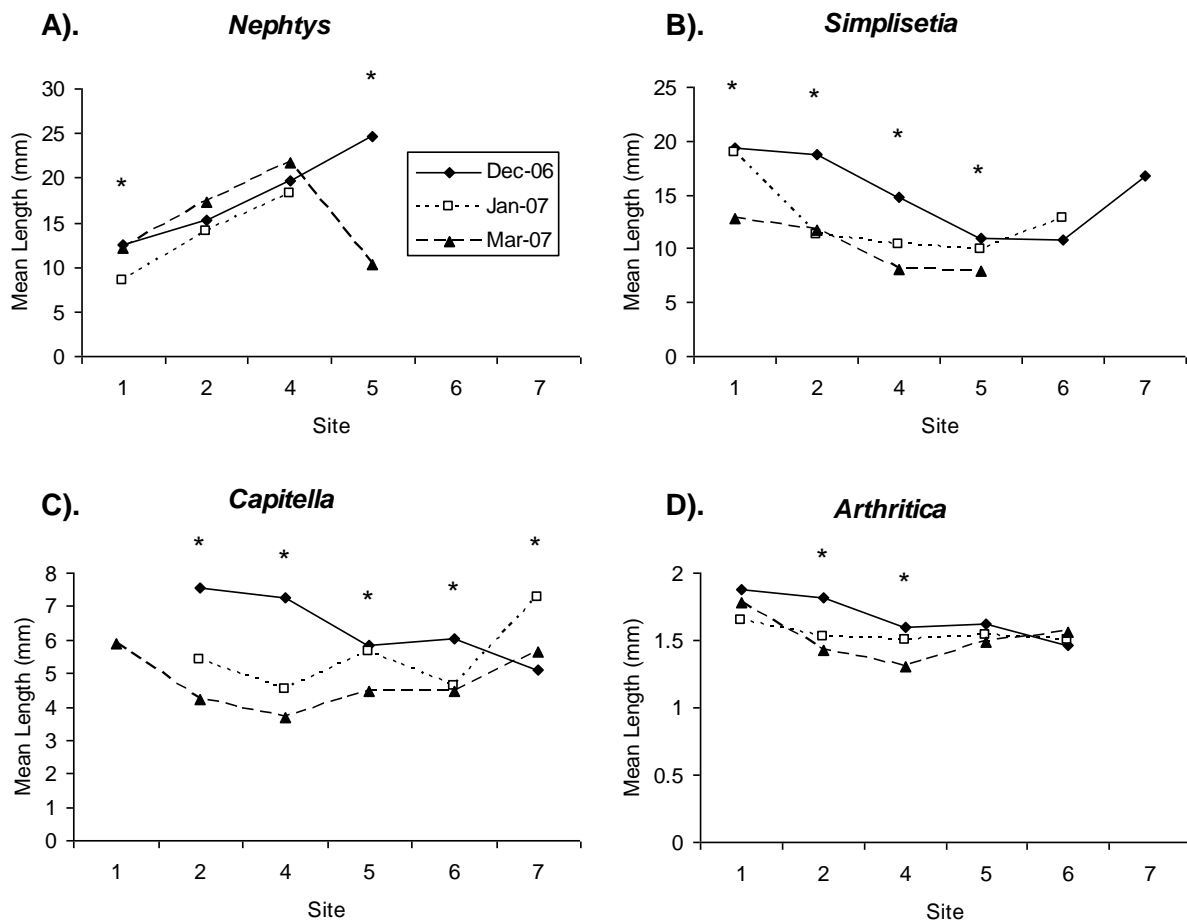 A).
Nephtys
*
*
30
25
20
15
10
5
0
Mean Length (mm)
Dec-06
Jan-07
Mar-07
1 2 4 5 6 7
Site
B).
Simplisetia
* * * *
25
20
15
10
5
0
Mean Length (mm)
1 2 4 5 6 7
Site
C).
Capitella
* * * * *
8
7
6
5
4
3
2
1
0
Mean Length (mm)
1 2 4 5 6 7
Site
D).
Arthritica
* *
2
1.5
1
0.5
0
Mean Length (mm)
1 2 4 5 6 7
Site